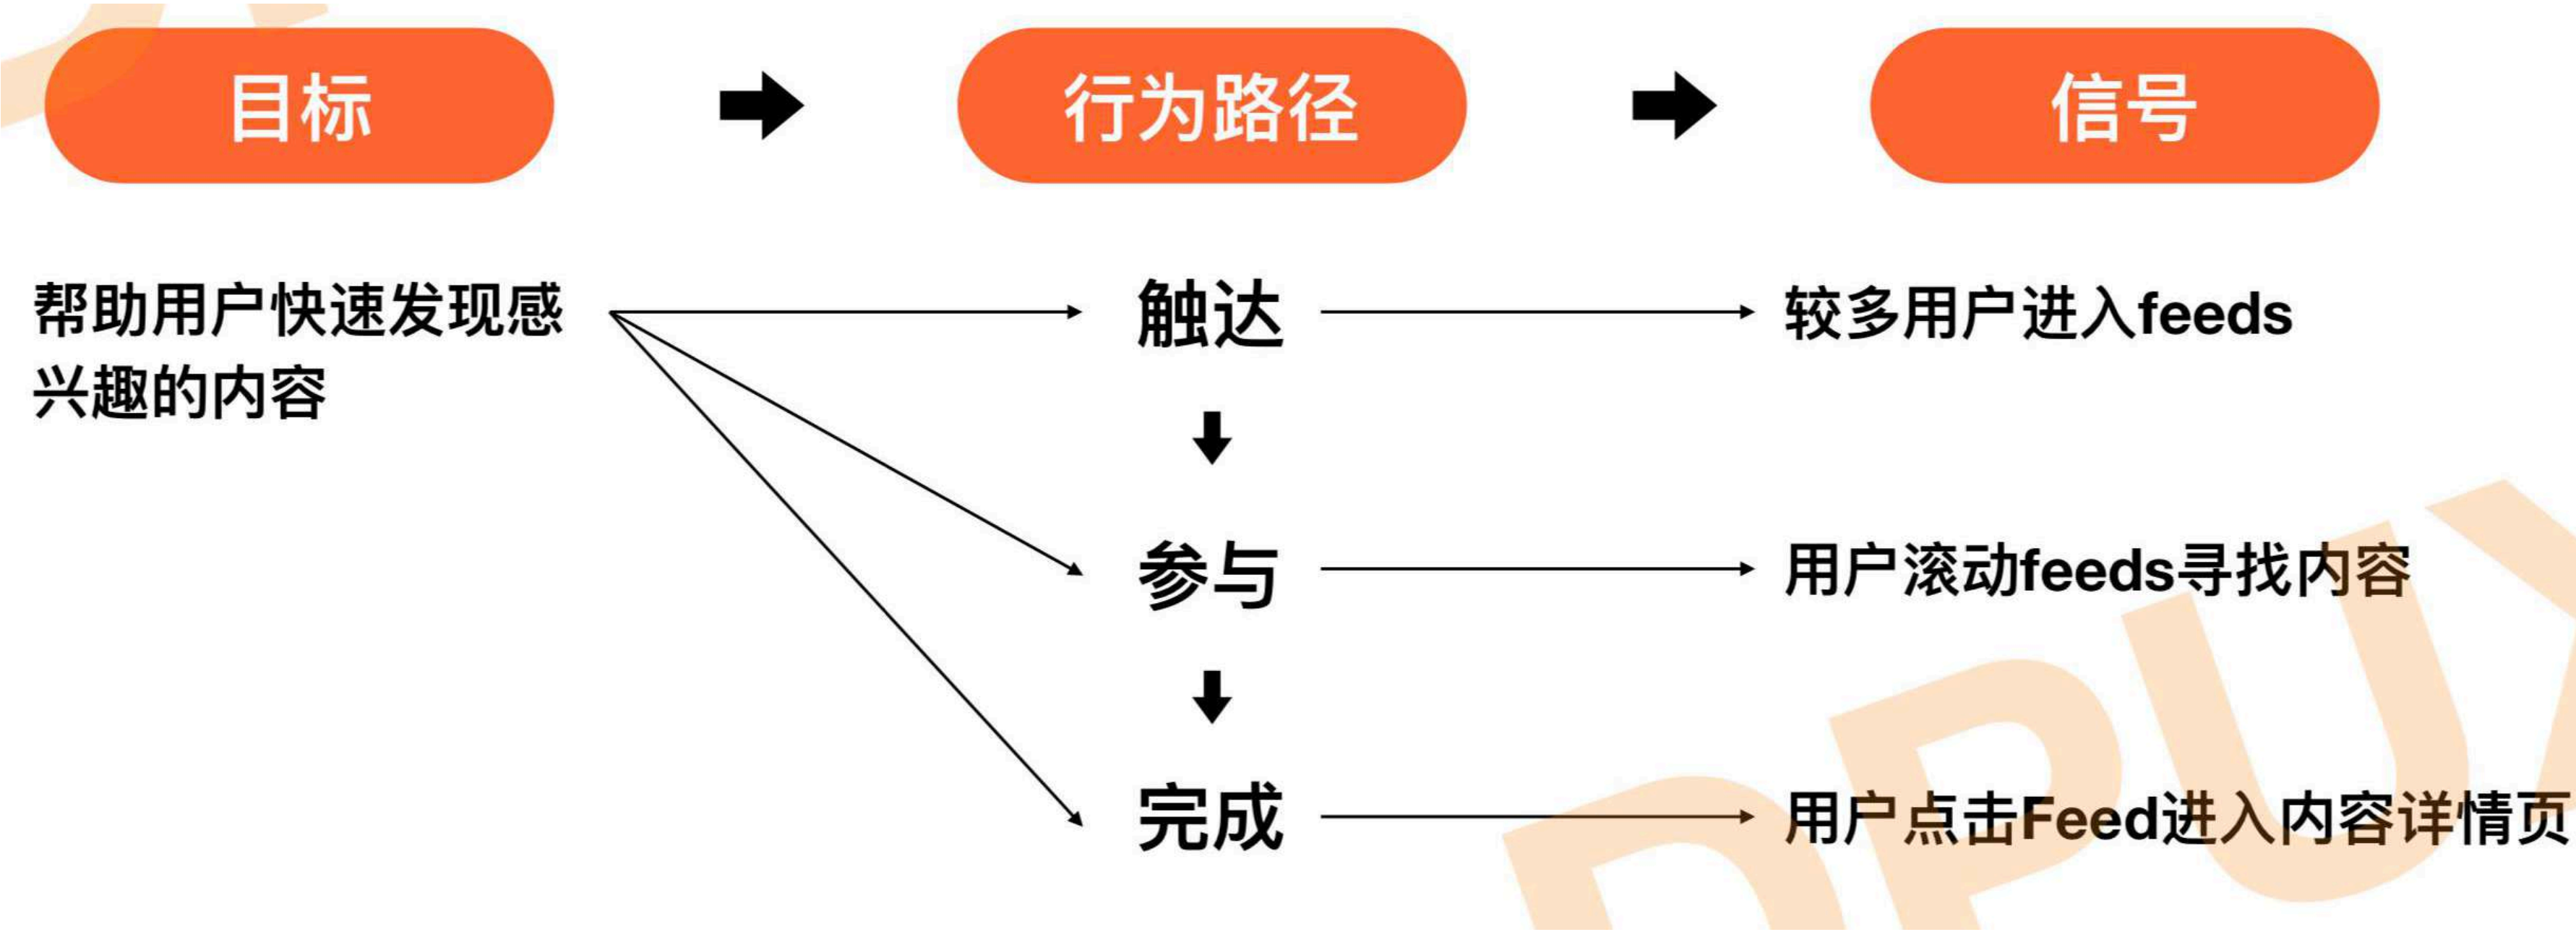 目标
行为路径
信号
帮助用户快速发现感
兴趣的内容
触达
较多用户进入feeds
参与
用户滚动feeds寻找内容
完成
用户点击Feed进入内容详情页
DPUX